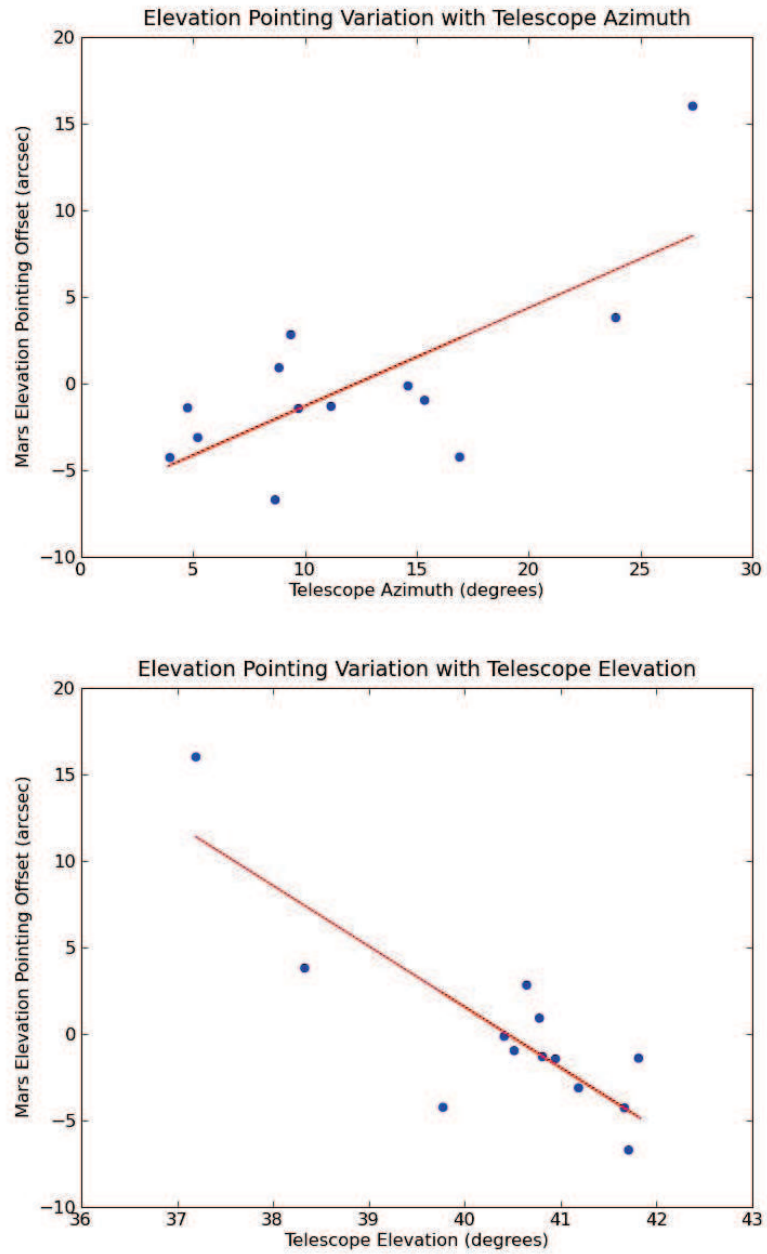 Elevation Pointing Variation with Telescope Azimuth
20
15
10
5
0
−5
−10
Mars Elevation Pointing Offset (arcsec)
0 5 10 15 20 25 30
Telescope Azimuth (degrees)
Elevation Pointing Variation with Telescope Elevation
20
15
10
5
0
−5
−10
Mars Elevation Pointing Offset (arcsec)
36 37 38 39 40 41 42 43
Telescope Elevation (degrees)